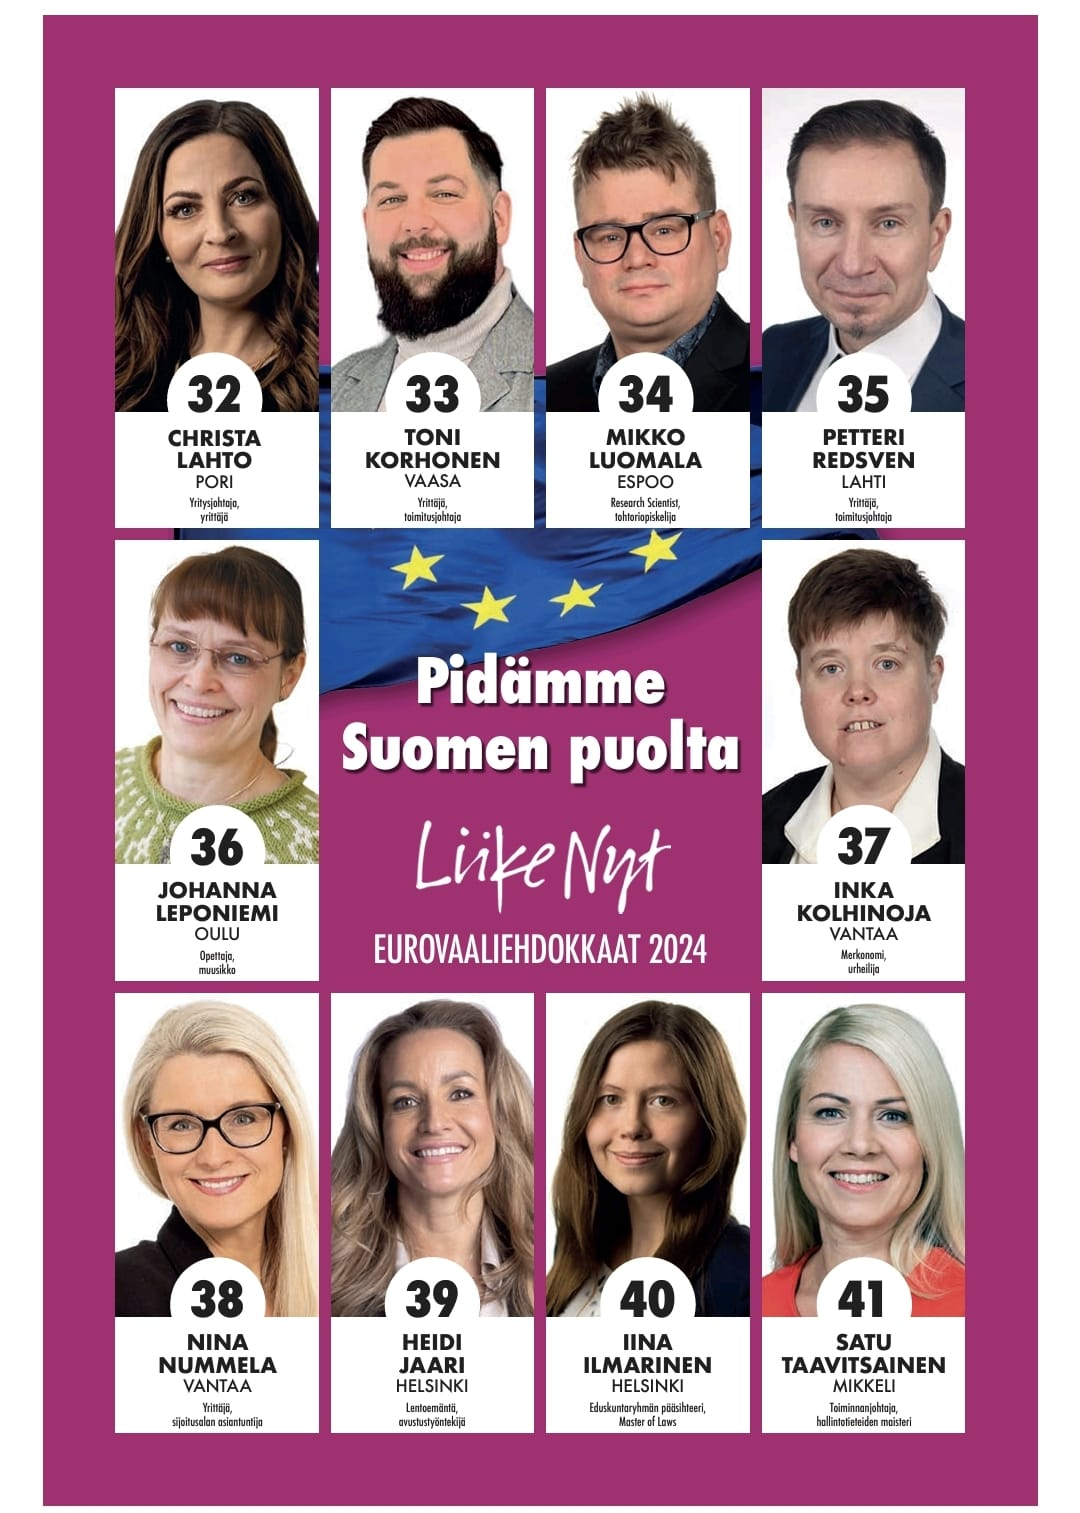 32
CHRISTA
LAHTO
PORI
Yritysjohtaja,
yrittäjä
33
TONI
KORHONEN
VAASA
Yrittäjä,
toimitusjohtaja
34
MIKKO
LUOMALA
ESPOO
Research Scientist,
tohtoriopiskelija
35
PETTERI
REDSVEN
LAHTI
Yrittäjä,
toimitusjohtaja
36
JOHANNA
LEPONIEMI
OULU
Opettaja,
muusikko
Pidämme
Suomen puolta
Liike Nyt
EUROVAALIEHDOKKAAT 2024
37
INKA
KOLHINOJA
VANTAA
Merkonomi,
urheilija
38
NINA
NUMMELA
VANTAA
Yrittäjä,
sijoitusalan asiantuntija
39
HEIDI
JAARI
HELSINKI
Lentoemäntä,
avustustyöntekijä
40
IINA
ILMARINEN
HELSINKI
Eduskuntaryhmän pääsihteeri,
Master of Laws
41
SATU
TAAVITSAINEN
MIKKELI
Toiminnanjohtaja,
hallintotieteiden maisteri